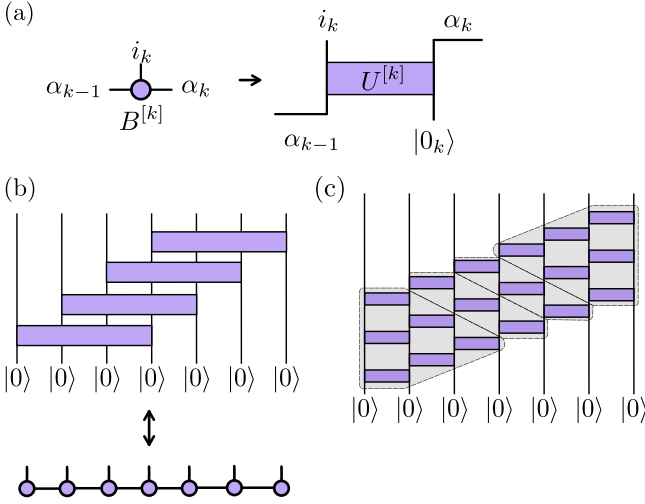 (a)
i_k
α_{k−1}
α_k
B^{[k]}
i_k
α_k
U^{[k]}
α_{k−1}
|0_k⟩
(b)
|0⟩ |0⟩ |0⟩ |0⟩ |0⟩ |0⟩ |0⟩
(c)
|0⟩ |0⟩ |0⟩ |0⟩ |0⟩ |0⟩ |0⟩